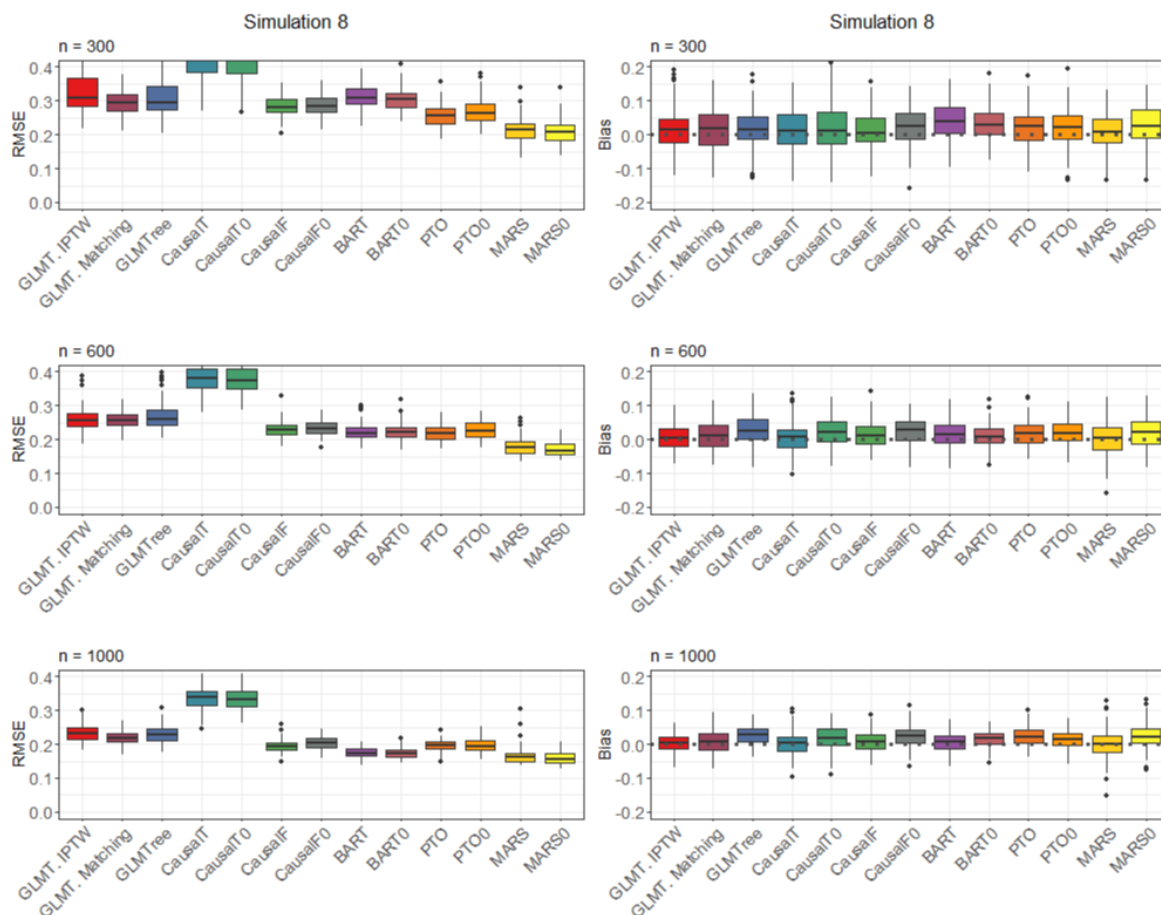 Simulation 8
n = 300
RMSE
0.4
0.3
0.2
0.1
0.0
GLMT. IPTW
GLMT. Matching
GLMTree
CausalT
CausalT0
CausalF
CausalF0
BART
BART0
PTO
PTO0
MARS
MARS0
Simulation 8
n = 300
Bias
0.2
0.1
0.0
-0.1
-0.2
GLMT. IPTW
GLMT. Matching
GLMTree
CausalT
CausalT0
CausalF
CausalF0
BART
BART0
PTO
PTO0
MARS
MARS0
n = 600
RMSE
0.4
0.3
0.2
0.1
0.0
GLMT. IPTW
GLMT. Matching
GLMTree
CausalT
CausalT0
CausalF
CausalF0
BART
BART0
PTO
PTO0
MARS
MARS0
n = 600
Bias
0.2
0.1
0.0
-0.1
-0.2
GLMT. IPTW
GLMT. Matching
GLMTree
CausalT
CausalT0
CausalF
CausalF0
BART
BART0
PTO
PTO0
MARS
MARS0
n = 1000
RMSE
0.4
0.3
0.2
0.1
0.0
GLMT. IPTW
GLMT. Matching
GLMTree
CausalT
CausalT0
CausalF
CausalF0
BART
BART0
PTO
PTO0
MARS
MARS0
n = 1000
Bias
0.2
0.1
0.0
-0.1
-0.2
GLMT. IPTW
GLMT. Matching
GLMTree
CausalT
CausalT0
CausalF
CausalF0
BART
BART0
PTO
PTO0
MARS
MARS0